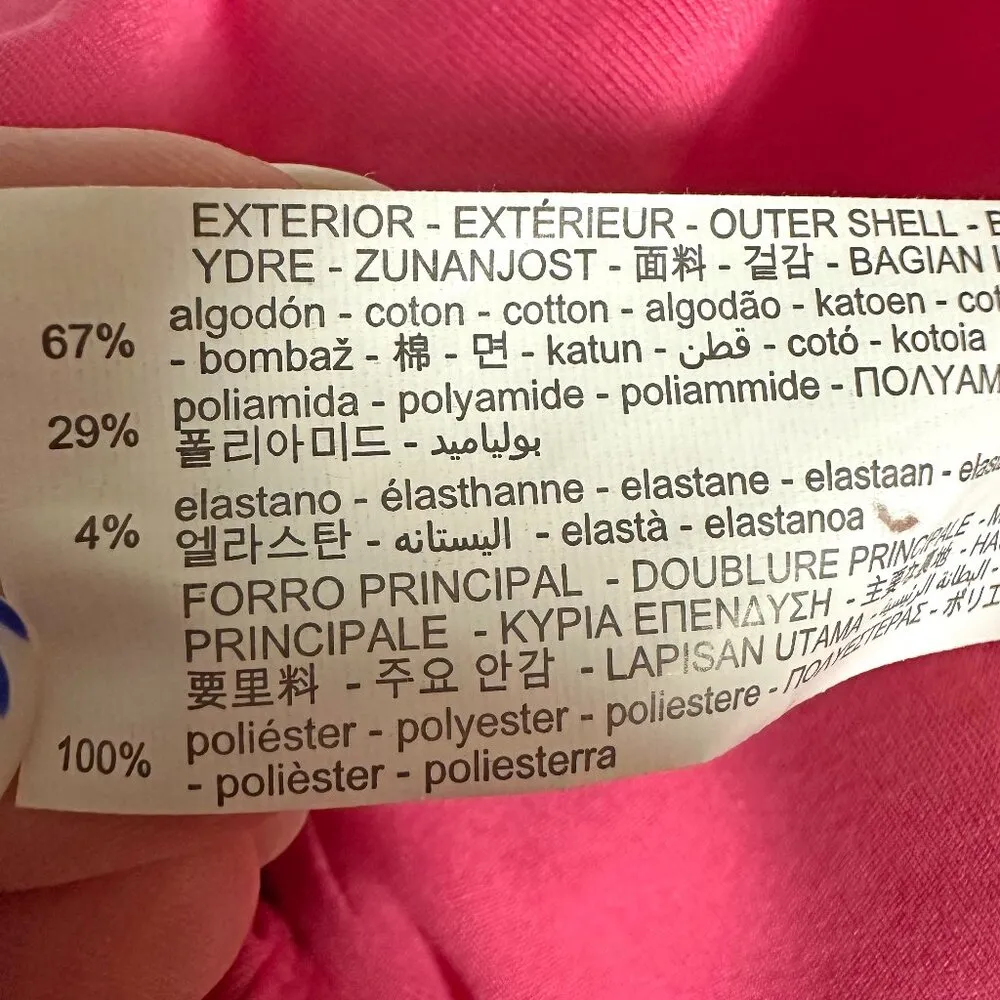 EXTERIOR - EXTÉRIEUR - OUTER SHELL -
YDRE - ZUNANJOST - 面料 - 겉감 - BAGIAN
67% algodón - coton - cotton - algodão - katoen -
- bombaž - 棉 - 면 - katun - قطن - cotó - kotoia
29% poliamida - polyamide - poliammide -
폴리아미드 - بولياميد
4% elastano - élasthanne - elastane - elastaan -
엘라스탄 - اليستانه - elastà - elastanoa
FORRO PRINCIPAL - DOUBLURE PRINCIPALE -
PRINCIPALE - ΚΥΡΙΑ ΕΠΕΝΔΥΣΗ - البطانة الرئيسية -
要里料 - 주요 안감 - LAPISAN UTAMA -
100% poliéster - polyester - poliestere - ΠΟΛΥΕΣΤΕΡΑΣ -
- polièster - poliesterra